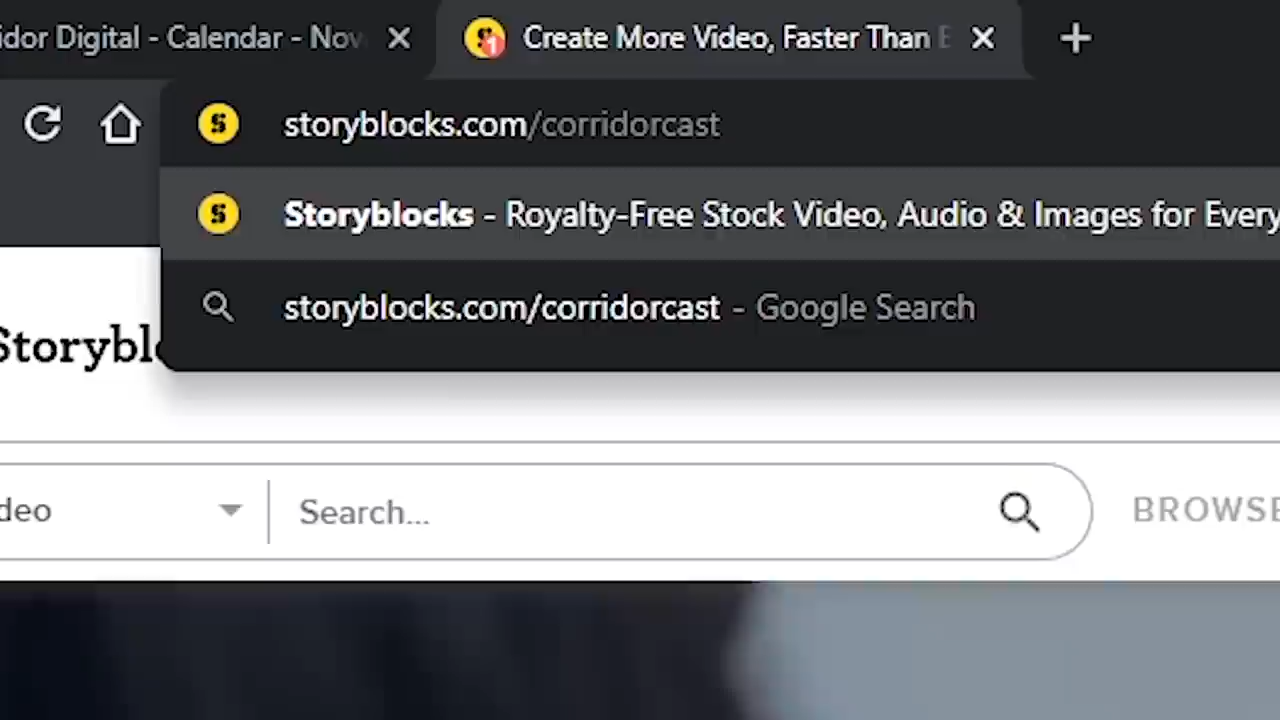 idor Digital - Calendar - Nov
Create More Video, Faster Than E
storyblocks.com/corridorcast
Storyblocks - Royalty-Free Stock Video, Audio & Images for Every
storyblocks.com/corridorcast - Google Search
Storyblo
deo
Search...
BROWSE